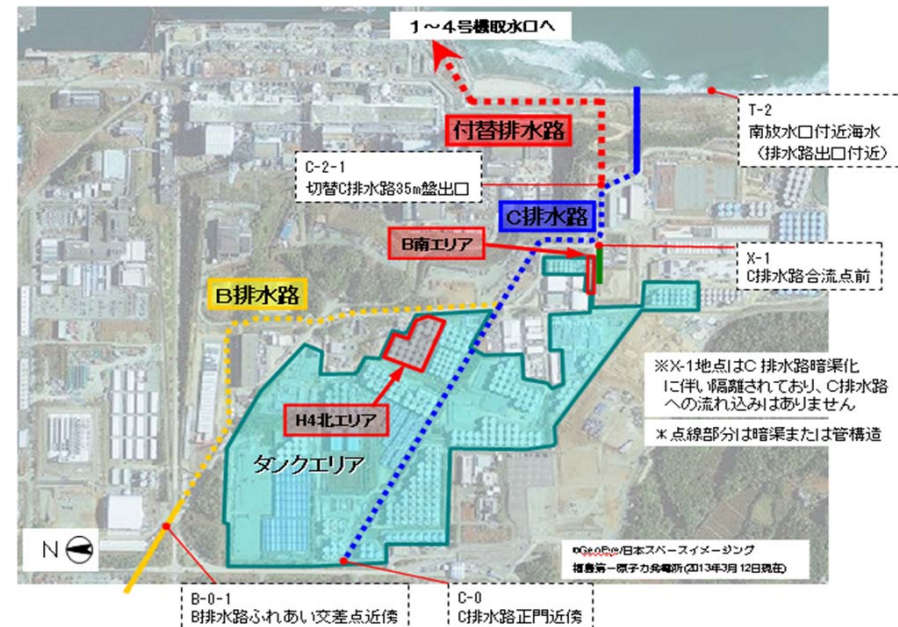 1～4号機取水口へ
付替排水路
T-2
南放水口付近海水
（排水路出口付近）
C-2-1
切替C排水路35m盤出口
C排水路
B南エリア
X-1
C排水路合流点前
B排水路
H4北エリア
タンクエリア
※X-1地点はC排水路暗渠化
に伴い隔離されており、C排水路
への流れ込みはありません
＊点線部分は暗渠または管構造
N
©GeoEye/日本スペースイメージング
福島第一原子力発電所(2013年3月12日現在)
B-0-1
B排水路ふれあい交差点近傍
C-0
C排水路正門近傍